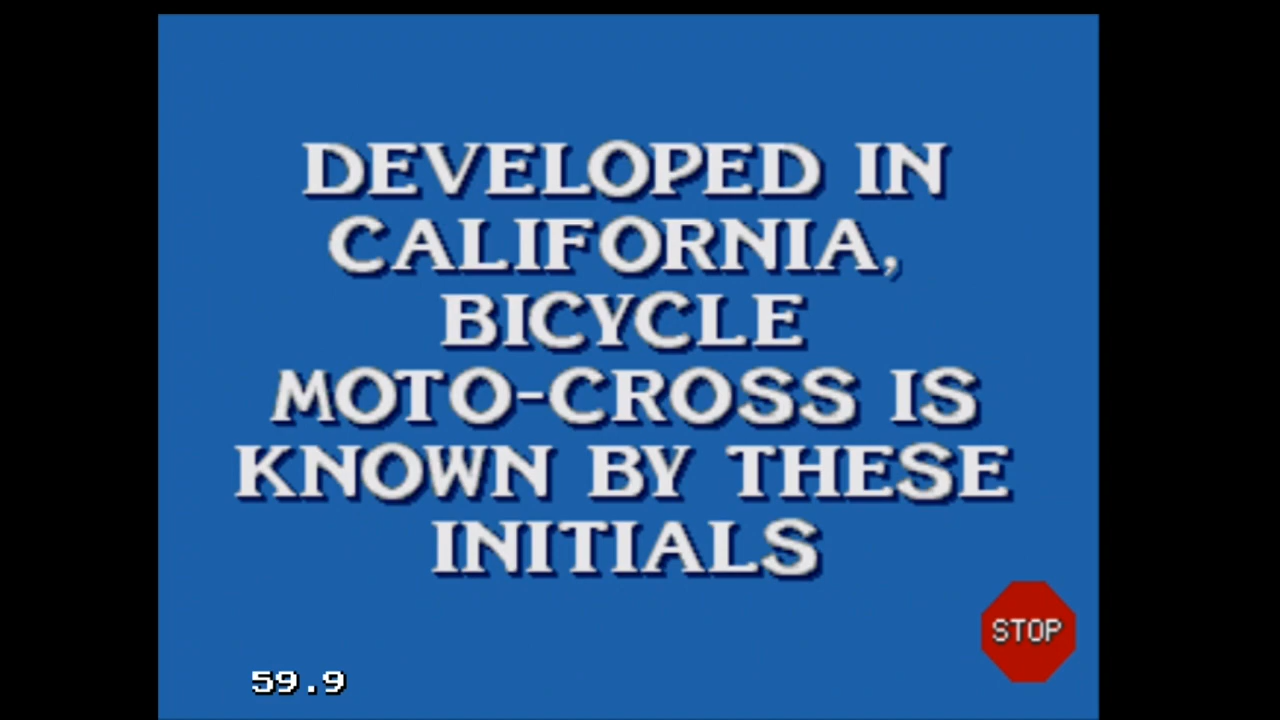 DEVELOPED IN
CALIFORNIA,
BICYCLE
MOTO-CROSS IS
KNOWN BY THESE
INITIALS
STOP
59.9